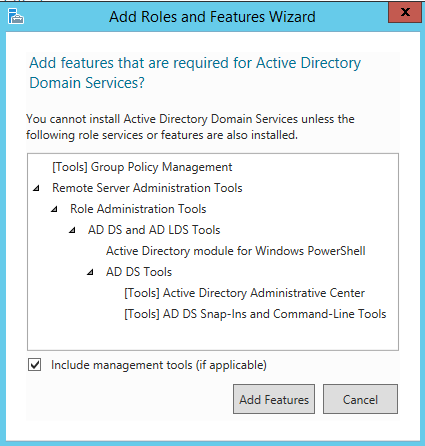 Add Roles and Features Wizard
x
Add features that are required for Active Directory
Domain Services?
You cannot install Active Directory Domain Services unless the
following role services or features are also installed.
[Tools] Group Policy Management
Remote Server Administration Tools
Role Administration Tools
AD DS and AD LDS Tools
Active Directory module for Windows PowerShell
AD DS Tools
[Tools] Active Directory Administrative Center
[Tools] AD DS Snap-Ins and Command-Line Tools
Include management tools (if applicable)
Add Features
Cancel